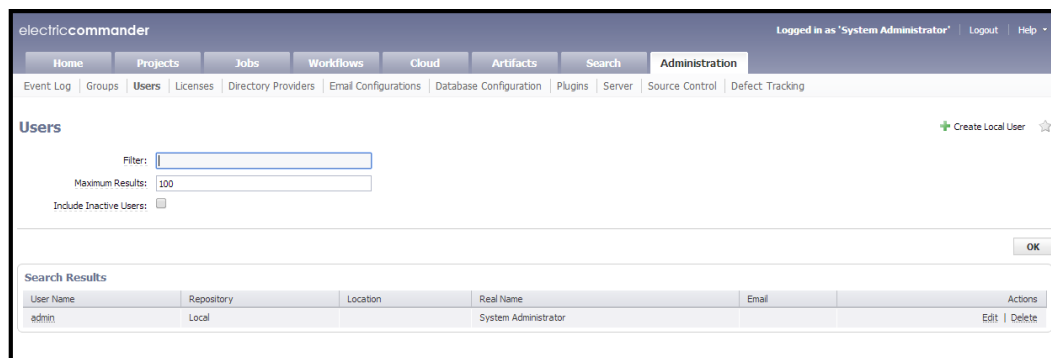 electriccommander Logged in as 'System Administrator' | Logout | Help
Home Projects Jobs Workflows Cloud Artifacts Search Administration
Event Log | Groups | Users | Licenses | Directory Providers | Email Configurations | Database Configuration | Plugins | Server | Source Control | Defect Tracking
Users Create Local User
Filter:
Maximum Results: 100
Include Inactive Users:
OK
Search Results
User Name Repository Location Real Name Email Actions
admin Local System Administrator Edit | Delete